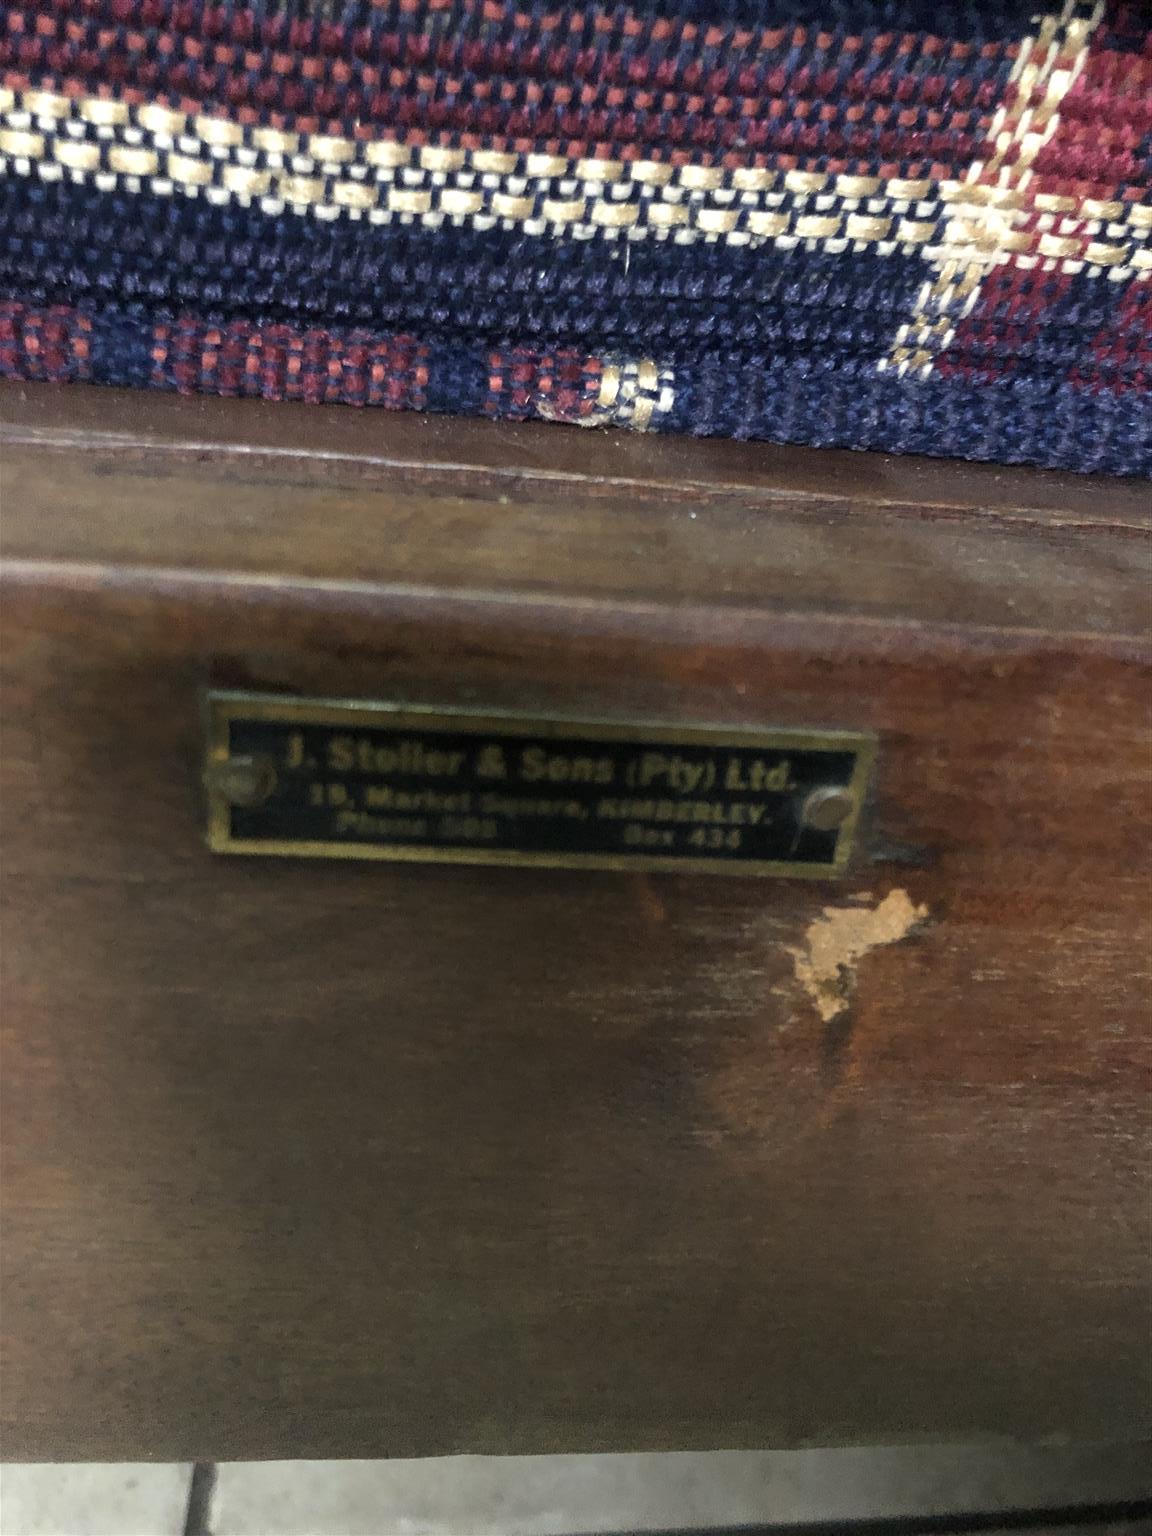 J. Stoller & Sons (Pty) Ltd.
19, Market Square, KIMBERLEY.
Phone Box 434